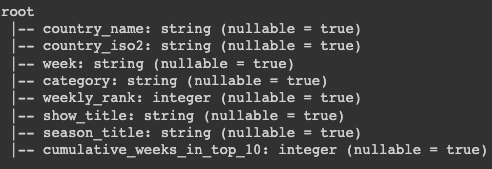 root
 |-- country_name: string (nullable = true)
 |-- country_iso2: string (nullable = true)
 |-- week: string (nullable = true)
 |-- category: string (nullable = true)
 |-- weekly_rank: integer (nullable = true)
 |-- show_title: string (nullable = true)
 |-- season_title: string (nullable = true)
 |-- cumulative_weeks_in_top_10: integer (nullable = true)